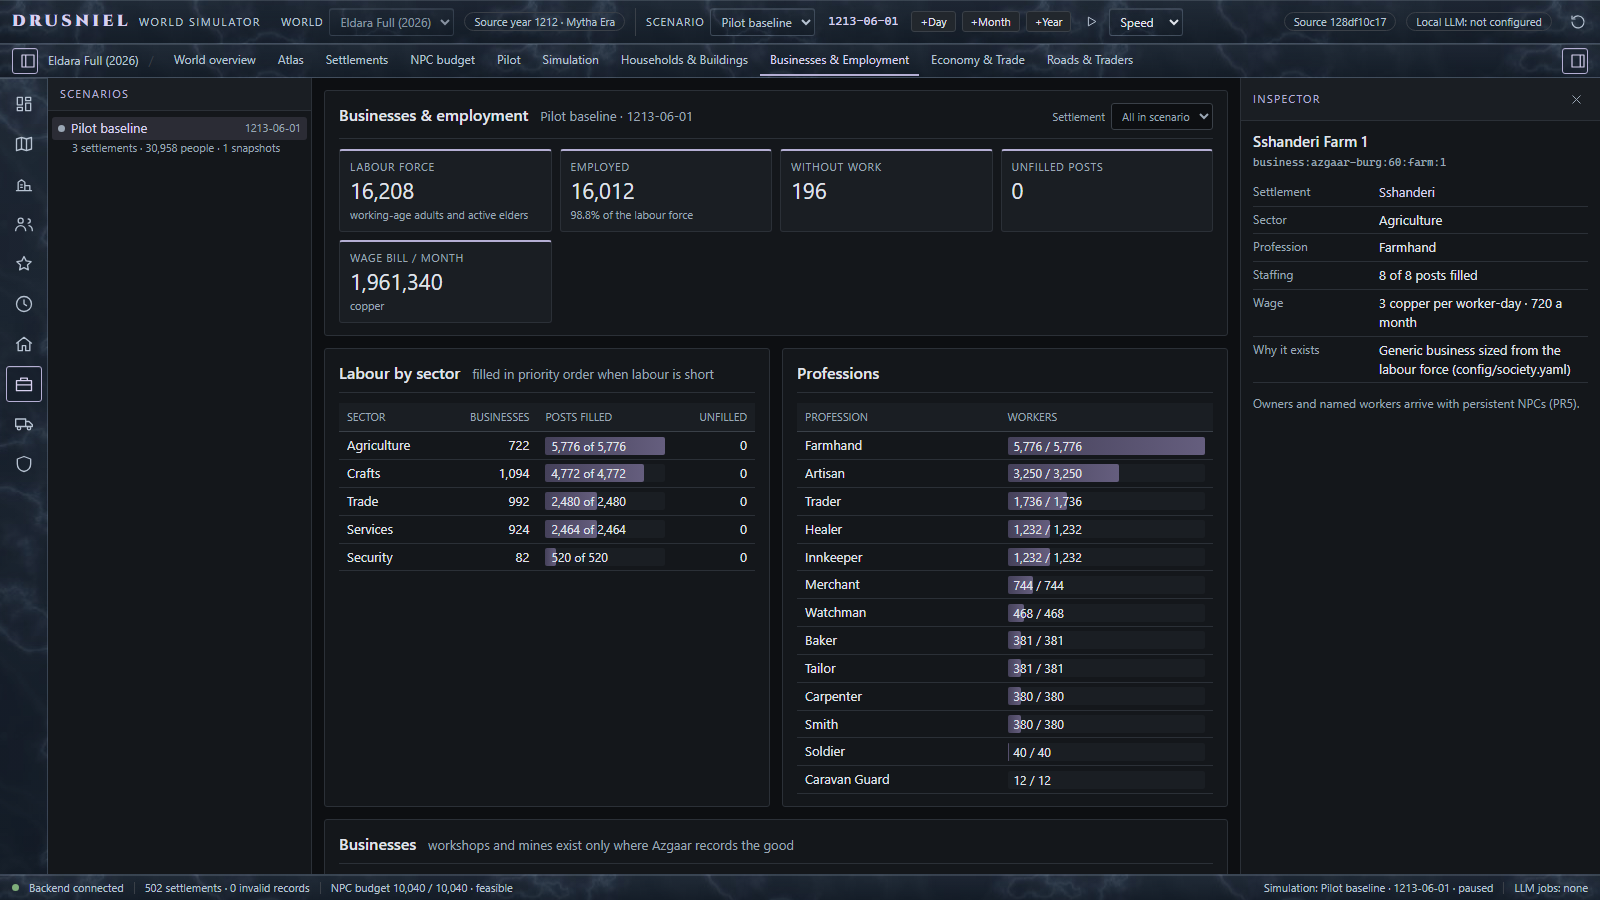 DRUSNIEL WORLD SIMULATOR WORLD Eldara Full (2026) Source year 1212 · Mytha Era SCENARIO Pilot baseline 1213-06-01 +Day +Month +Year Speed Source 128df10c17 Local LLM: not configured
Eldara Full (2026) / World overview Atlas Settlements NPC budget Pilot Simulation Households & Buildings Businesses & Employment Economy & Trade Roads & Traders
SCENARIOS
Pilot baseline 1213-06-01
3 settlements · 30,958 people · 1 snapshots
Businesses & employment Pilot baseline · 1213-06-01 Settlement All in scenario
LABOUR FORCE
16,208
working-age adults and active elders
EMPLOYED
16,012
98.8% of the labour force
WITHOUT WORK
196
UNFILLED POSTS
0
WAGE BILL / MONTH
1,961,340
copper
Labour by sector filled in priority order when labour is short
SECTOR BUSINESSES POSTS FILLED UNFILLED
Agriculture 722 5,776 of 5,776 0
Crafts 1,094 4,772 of 4,772 0
Trade 992 2,480 of 2,480 0
Services 924 2,464 of 2,464 0
Security 82 520 of 520 0
Professions
PROFESSION WORKERS
Farmhand 5,776 / 5,776
Artisan 3,250 / 3,250
Trader 1,736 / 1,736
Healer 1,232 / 1,232
Innkeeper 1,232 / 1,232
Merchant 744 / 744
Watchman 468 / 468
Baker 381 / 381
Tailor 381 / 381
Carpenter 380 / 380
Smith 380 / 380
Soldier 40 / 40
Caravan Guard 12 / 12
Businesses workshops and mines exist only where Azgaar records the good
INSPECTOR
Sshanderi Farm 1
business:azgaar-burg:60:farm:1
Settlement Sshanderi
Sector Agriculture
Profession Farmhand
Staffing 8 of 8 posts filled
Wage 3 copper per worker-day · 720 a
month
Why it exists Generic business sized from the
labour force (config/society.yaml)
Owners and named workers arrive with persistent NPCs (PR5).
Backend connected 502 settlements · 0 invalid records NPC budget 10,040 / 10,040 · feasible Simulation: Pilot baseline · 1213-06-01 · paused LLM jobs: none